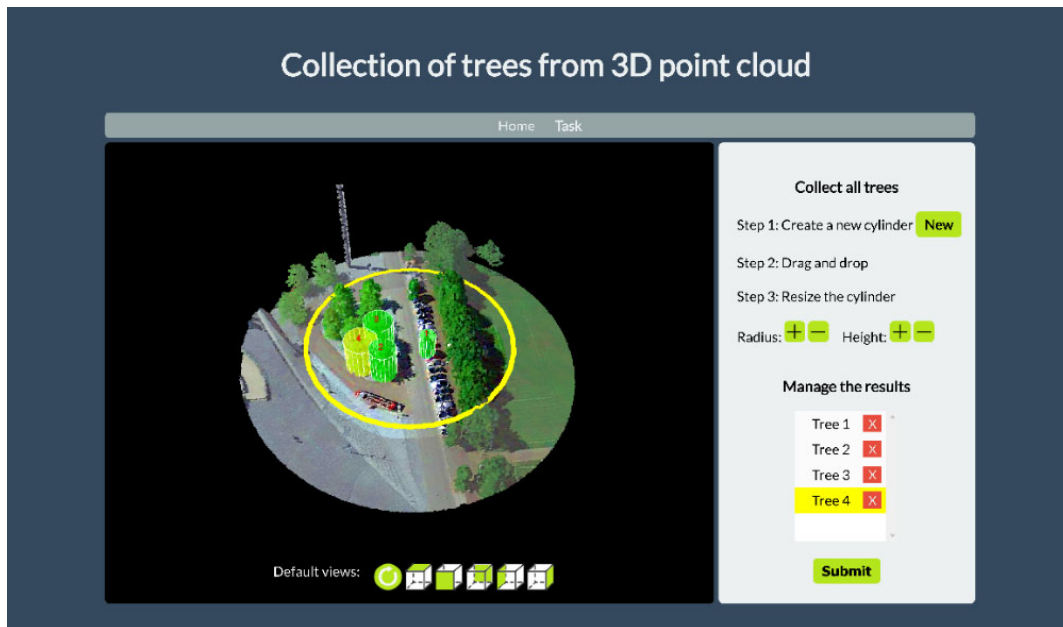 Collection of trees from 3D point cloud
Home Task
Collect all trees
Step 1: Create a new cylinder New
Step 2: Drag and drop
Step 3: Resize the cylinder
Radius: + − Height: + −
Manage the results
Tree 1 X
Tree 2 X
Tree 3 X
Tree 4 X
Submit
Default views: